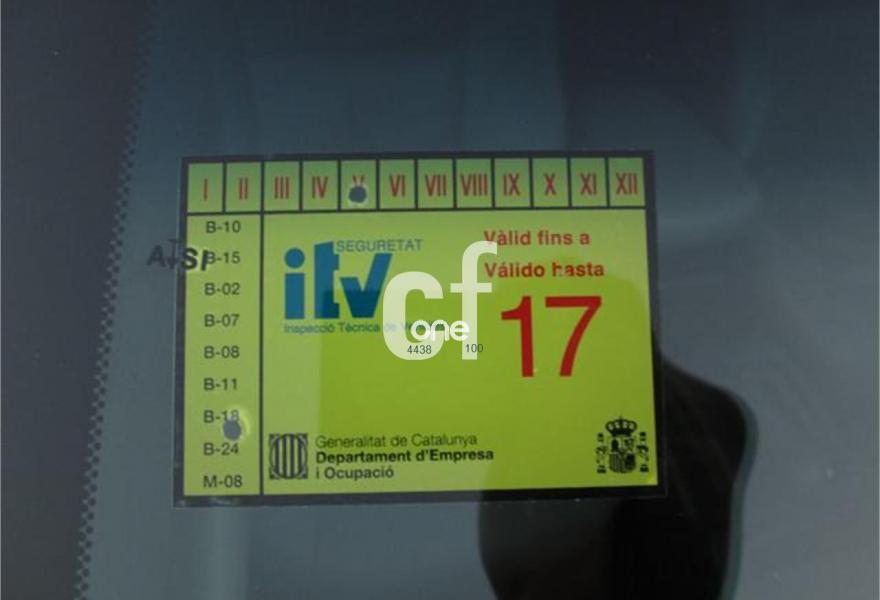 I II III IV V VI VII VIII IX X XI XII
B-10
B-15
B-02
B-07
B-08
B-11
B-18
B-24
M-08
SEGURETAT
itv
Inspecció Tècnica de
Vàlid fins a
Válido hasta
17
cf
one
4438 100
Generalitat de Catalunya
Departament d'Empresa
i Ocupació